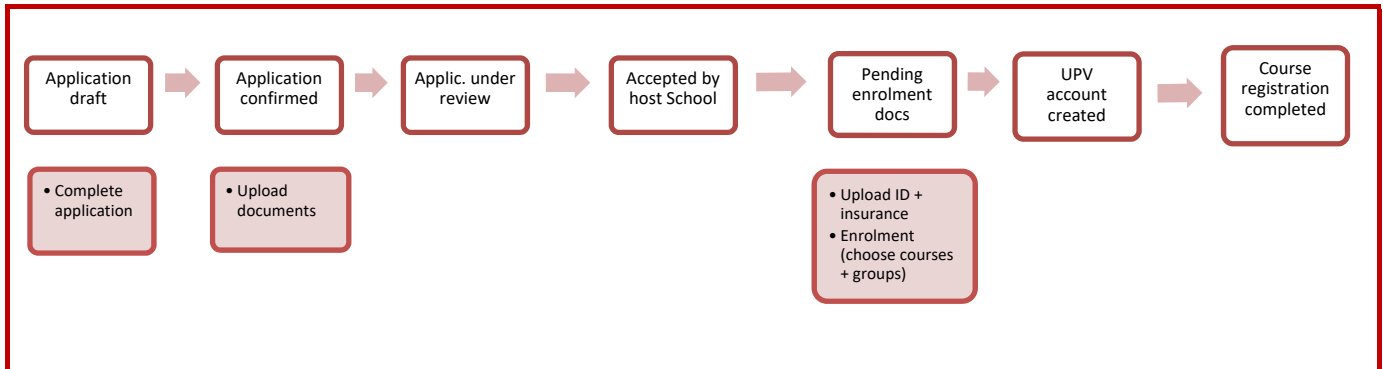 Application
draft
Application
confirmed
Applic. under
review
Accepted by
host School
Pending
enrolment
docs
UPV
account
created
Course
registration
completed
• Complete
application
• Upload
documents
• Upload ID +
insurance
• Enrolment
(choose courses
+ groups)